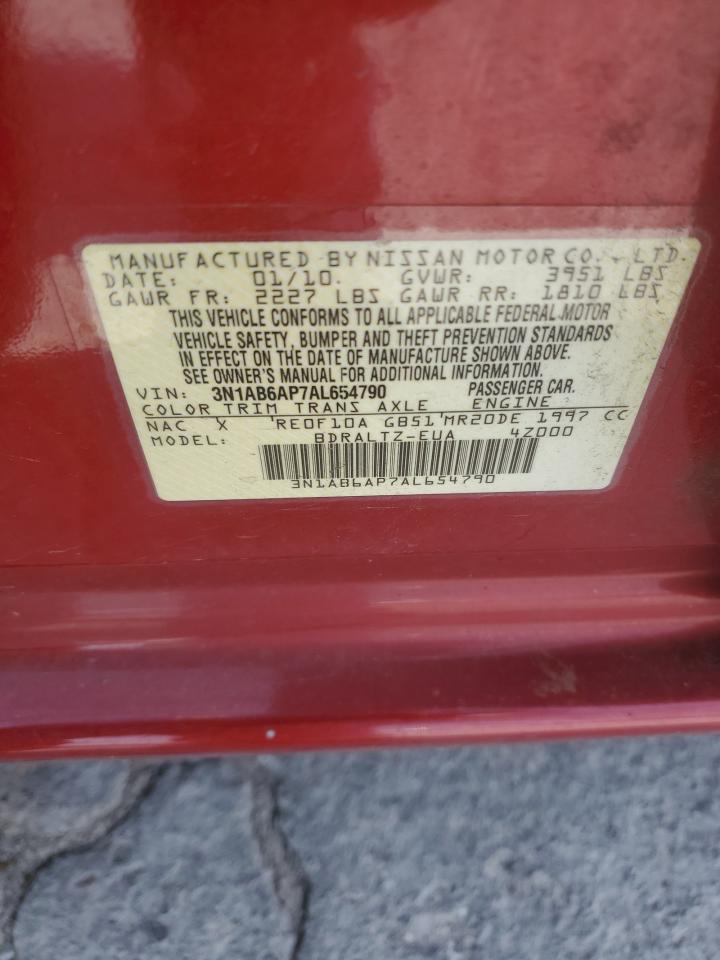 MANUFACTURED BY NISSAN MOTOR CO., LTD.
DATE: 01/10. GVWR: 3951 LBS
GAWR FR: 2227 LBS GAWR RR: 1810 LBS
THIS VEHICLE CONFORMS TO ALL APPLICABLE FEDERAL MOTOR
VEHICLE SAFETY, BUMPER AND THEFT PREVENTION STANDARDS
IN EFFECT ON THE DATE OF MANUFACTURE SHOWN ABOVE.
SEE OWNER'S MANUAL FOR ADDITIONAL INFORMATION.
VIN: 3N1AB6AP7AL654790 PASSENGER CAR.
COLOR TRIM TRANS AXLE ENGINE
NAC X RE0F10A GB51 MR20DE 1997 CC
MODEL: BDRALTZ-EUA 4Z000
3N1AB6AP7AL654790